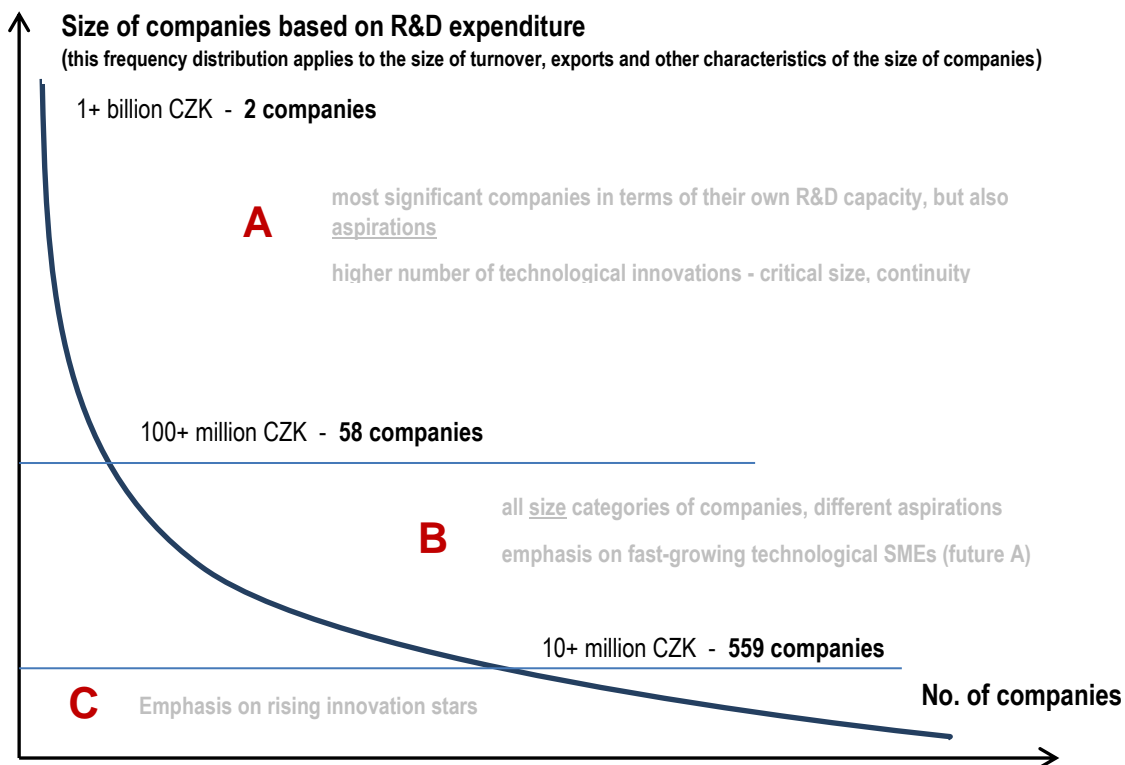 Size of companies based on R&D expenditure
(this frequency distribution applies to the size of turnover, exports and other characteristics of the size of companies)
1+ billion CZK - 2 companies
A
most significant companies in terms of their own R&D capacity, but also
aspirations
higher number of technological innovations - critical size, continuity
100+ million CZK - 58 companies
B
all size categories of companies, different aspirations
emphasis on fast-growing technological SMEs (future A)
10+ million CZK - 559 companies
C
Emphasis on rising innovation stars
No. of companies